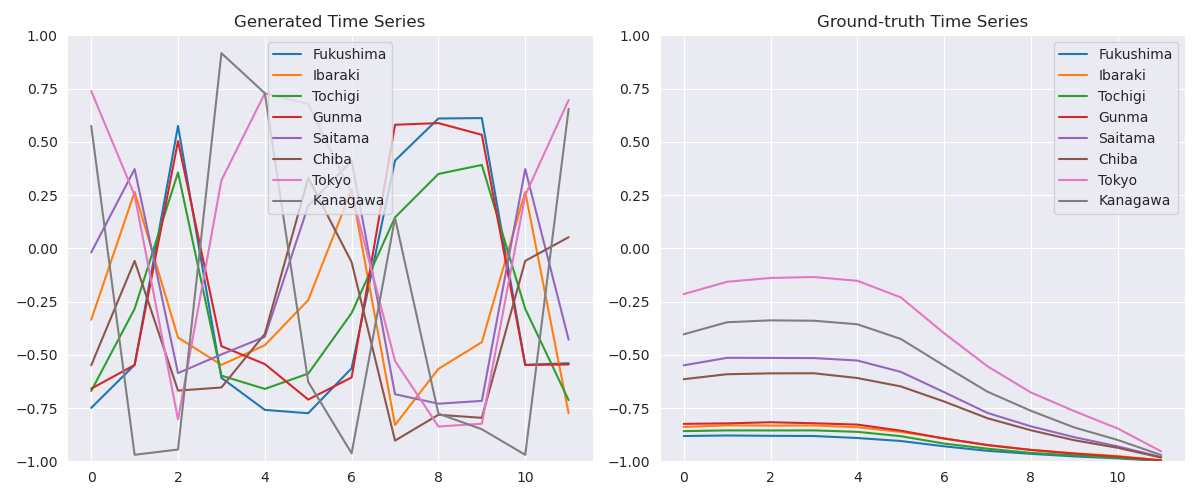 Generated Time Series
1.00
0.75
0.50
0.25
0.00
−0.25
−0.50
−0.75
−1.00
0 2 4 6 8 10
Fukushima
Ibaraki
Tochigi
Gunma
Saitama
Chiba
Tokyo
Kanagawa
Ground-truth Time Series
1.00
0.75
0.50
0.25
0.00
−0.25
−0.50
−0.75
−1.00
0 2 4 6 8 10
Fukushima
Ibaraki
Tochigi
Gunma
Saitama
Chiba
Tokyo
Kanagawa